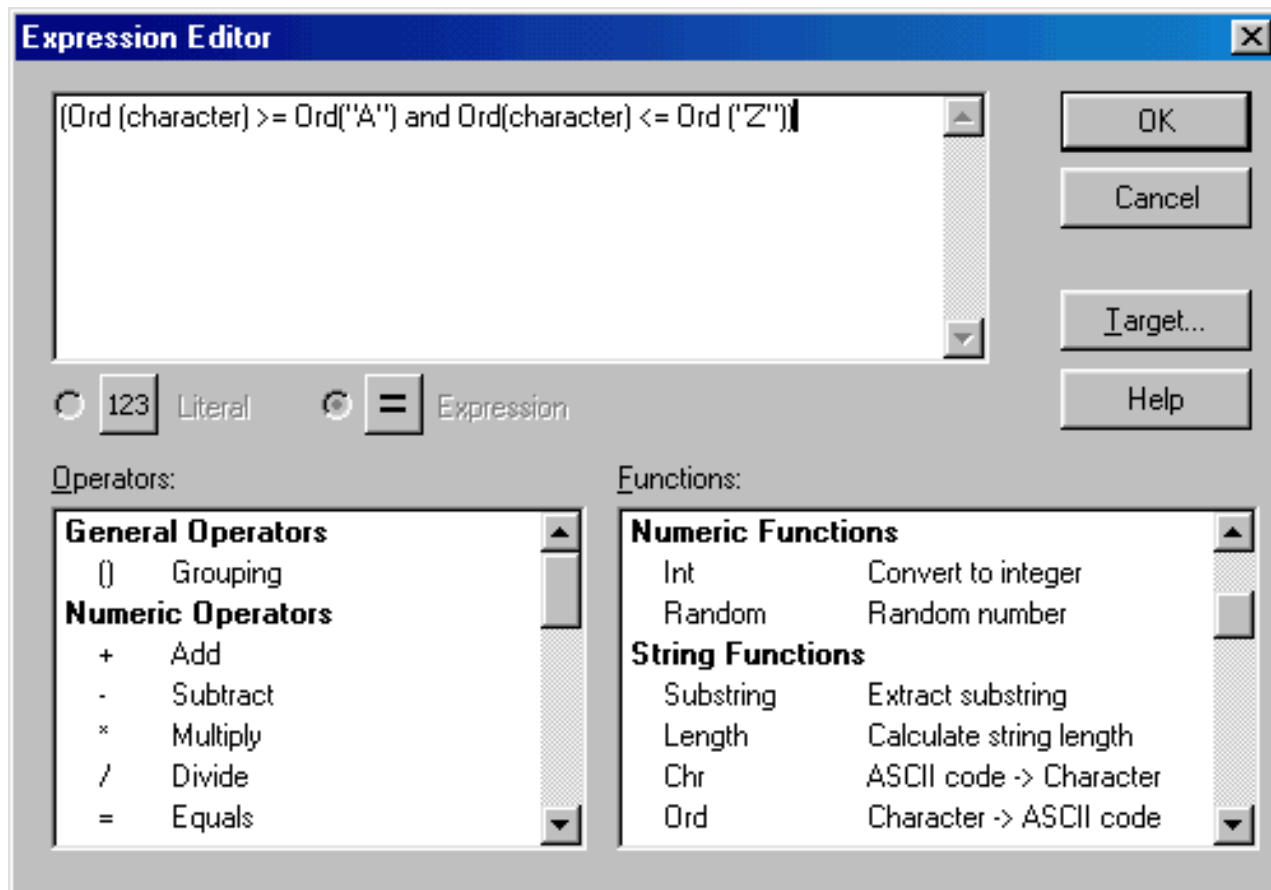 Expression Editor
(Ord (character) >= Ord("A") and Ord(character) <= Ord ("Z"))
OK
Cancel
Target...
Help
123 Literal = Expression
Operators:
General Operators
() Grouping
Numeric Operators
+ Add
- Subtract
* Multiply
/ Divide
= Equals
Functions:
Numeric Functions
Int Convert to integer
Random Random number
String Functions
Substring Extract substring
Length Calculate string length
Chr ASCII code -> Character
Ord Character -> ASCII code